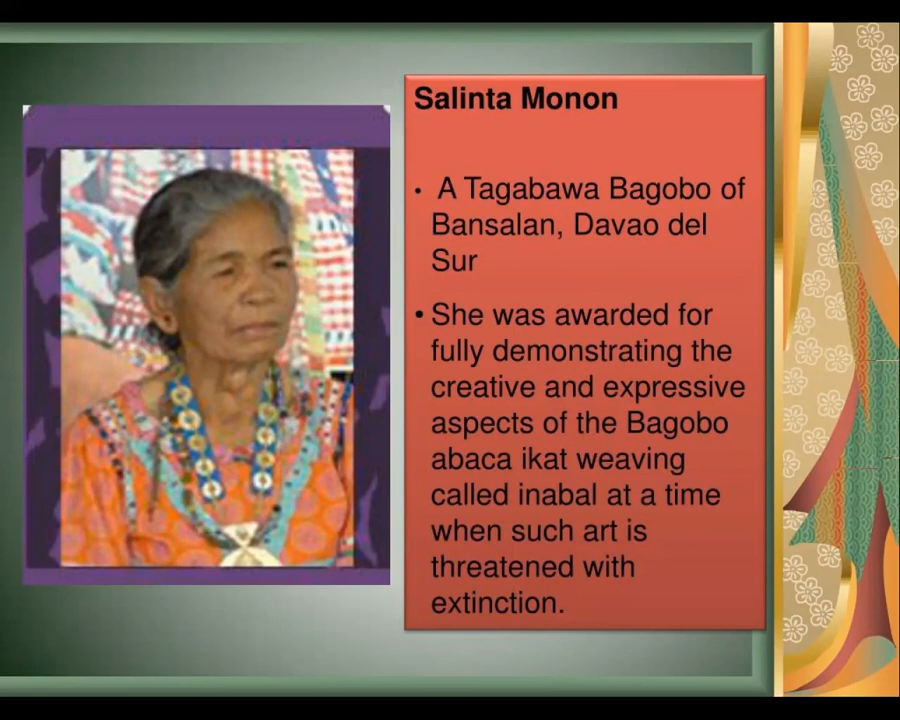 Salinta Monon
• A Tagabawa Bagobo of
Bansalan, Davao del
Sur
• She was awarded for
fully demonstrating the
creative and expressive
aspects of the Bagobo
abaca ikat weaving
called inabal at a time
when such art is
threatened with
extinction.